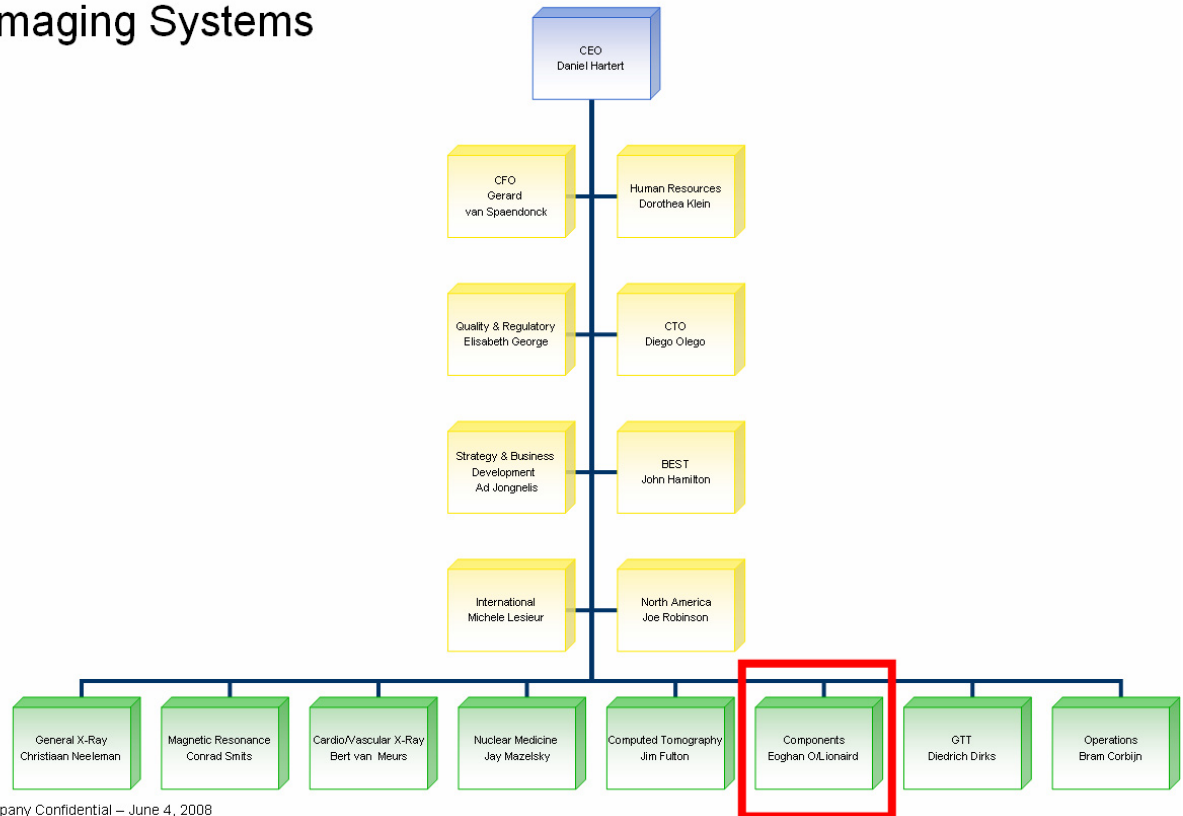 maging Systems
CEO
Daniel Hartert
CFO
Gerard
van Spaendonck
Human Resources
Dorothea Klein
Quality & Regulatory
Elisabeth George
CTO
Diego Olego
Strategy & Business
Development
Ad Jongnelis
BEST
John Hamilton
International
Michele Lesieur
North America
Joe Robinson
General X-Ray
Christiaan Neeleman
Magnetic Resonance
Conrad Smits
Cardio/Vascular X-Ray
Bert van Meurs
Nuclear Medicine
Jay Mazelsky
Computed Tomography
Jim Fulton
Components
Eoghan O/Lionaird
GTT
Diedrich Dirks
Operations
Bram Corbijn
pany Confidential – June 4, 2008